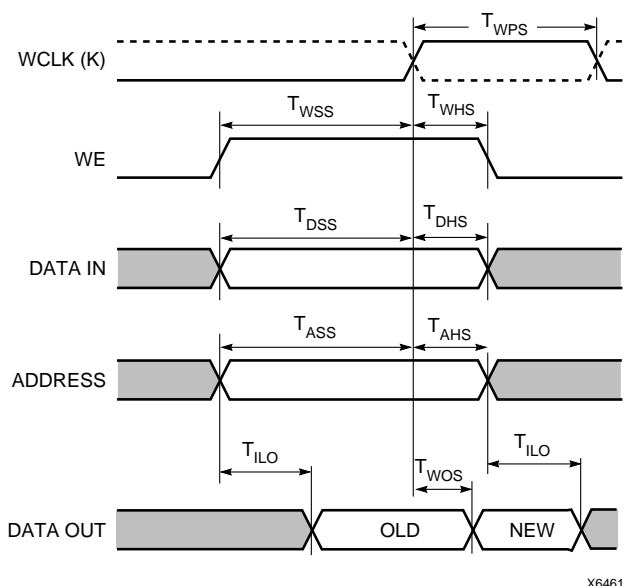 T_WPS
WCLK (K)
T_WSS T_WHS
WE
T_DSS T_DHS
DATA IN
T_ASS T_AHS
ADDRESS
T_ILO T_WOS T_ILO
DATA OUT OLD NEW
X6461